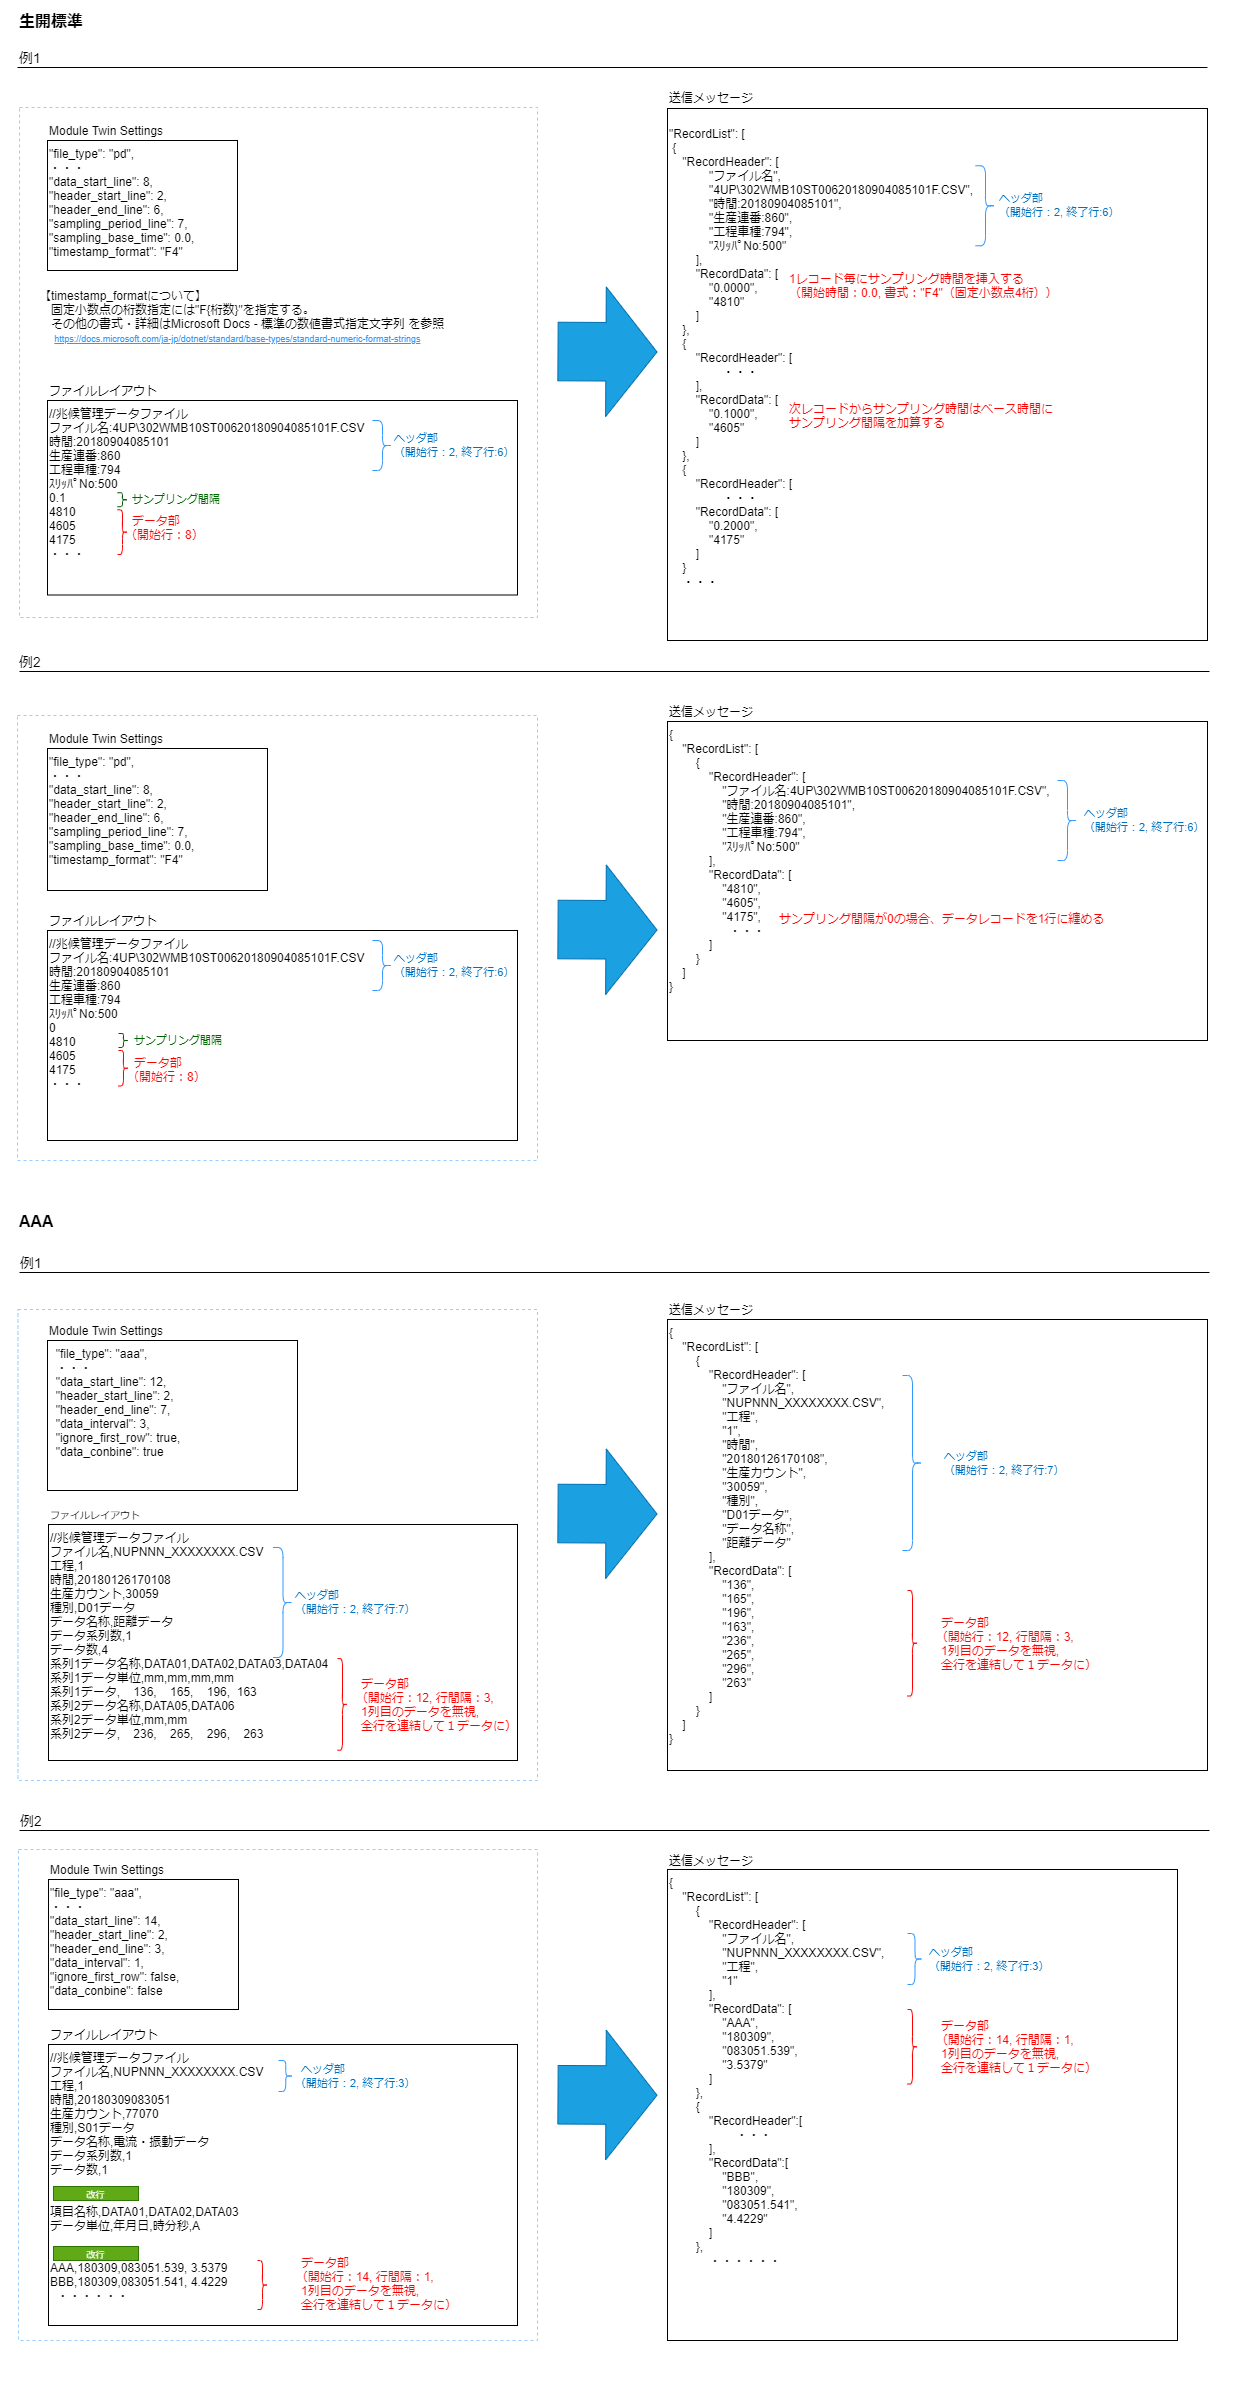 生開標準
例1
Module Twin Settings
"file_type": "pd",
・・・
"data_start_line": 8,
"header_start_line": 2,
"header_end_line": 6,
"sampling_period_line": 7,
"sampling_base_time": 0.0,
"timestamp_format": "F4"
【timestamp_formatについて】
固定小数点の桁数指定には"F{桁数}"を指定する。
その他の書式・詳細はMicrosoft Docs - 標準の数値書式指定文字列 を参照
https://docs.microsoft.com/ja-jp/dotnet/standard/base-types/standard-numeric-format-strings
ファイルレイアウト
//兆候管理データファイル
ファイル名:4UP\302WMB10ST00620180904085101F.CSV
時間:20180904085101
生産連番:860
工程車種:794
ｽﾘｯﾊﾟNo:500
0.1
4810
4605
4175
・・・
ヘッダ部
（開始行：2, 終了行:6）
サンプリング間隔
データ部
（開始行：8）
送信メッセージ
"RecordList": [
{
"RecordHeader": [
"ファイル名",
"4UP\302WMB10ST00620180904085101F.CSV",
"時間:20180904085101",
"生産連番:860",
"工程車種:794",
"ｽﾘｯﾊﾟNo:500"
],
"RecordData": [
"0.0000",
"4810"
]
},
{
"RecordHeader": [
・・・
],
"RecordData": [
"0.1000",
"4605"
]
},
{
"RecordHeader": [
・・・
"RecordData": [
"0.2000",
"4175"
]
}
・・・
ヘッダ部
（開始行：2, 終了行:6）
1レコード毎にサンプリング時間を挿入する
（開始時間：0.0, 書式："F4"（固定小数点4桁））
次レコードからサンプリング時間はベース時間に
サンプリング間隔を加算する
例2
Module Twin Settings
"file_type": "pd",
・・・
"data_start_line": 8,
"header_start_line": 2,
"header_end_line": 6,
"sampling_period_line": 7,
"sampling_base_time": 0.0,
"timestamp_format": "F4"
ファイルレイアウト
//兆候管理データファイル
ファイル名:4UP\302WMB10ST00620180904085101F.CSV
時間:20180904085101
生産連番:860
工程車種:794
ｽﾘｯﾊﾟNo:500
0
4810
4605
4175
・・・
ヘッダ部
（開始行：2, 終了行:6）
サンプリング間隔
データ部
（開始行：8）
送信メッセージ
{
"RecordList": [
{
"RecordHeader": [
"ファイル名:4UP\302WMB10ST00620180904085101F.CSV",
"時間:20180904085101",
"生産連番:860",
"工程車種:794",
"ｽﾘｯﾊﾟNo:500"
],
"RecordData": [
"4810",
"4605",
"4175",
・・・
]
}
]
}
ヘッダ部
（開始行：2, 終了行:6）
サンプリング間隔が0の場合、データレコードを1行に纏める
AAA
例1
Module Twin Settings
"file_type": "aaa",
・・・
"data_start_line": 12,
"header_start_line": 2,
"header_end_line": 7,
"data_interval": 3,
"ignore_first_row": true,
"data_conbine": true
ファイルレイアウト
//兆候管理データファイル
ファイル名,NUPNNN_XXXXXXXX.CSV
工程,1
時間,20180126170108
生産カウント,30059
種別,D01データ
データ名称,距離データ
データ系列数,1
データ数,4
系列1データ名称,DATA01,DATA02,DATA03,DATA04
系列1データ単位,mm,mm,mm,mm
系列1データ, 136, 165, 196, 163
系列2データ名称,DATA05,DATA06
系列2データ単位,mm,mm
系列2データ, 236, 265, 296, 263
ヘッダ部
（開始行：2, 終了行:7）
データ部
（開始行：12, 行間隔：3,
1列目のデータを無視,
全行を連結して１データに）
送信メッセージ
{
"RecordList": [
{
"RecordHeader": [
"ファイル名",
"NUPNNN_XXXXXXXX.CSV",
"工程",
"1",
"時間",
"20180126170108",
"生産カウント",
"30059",
"種別",
"D01データ",
"データ名称",
"距離データ"
],
"RecordData": [
"136",
"165",
"196",
"163",
"236",
"265",
"296",
"263"
]
}
]
}
ヘッダ部
（開始行：2, 終了行:7）
データ部
（開始行：12, 行間隔：3,
1列目のデータを無視,
全行を連結して１データに）
例2
Module Twin Settings
"file_type": "aaa",
・・・
"data_start_line": 14,
"header_start_line": 2,
"header_end_line": 3,
"data_interval": 1,
"ignore_first_row": false,
"data_conbine": false
ファイルレイアウト
//兆候管理データファイル
ファイル名,NUPNNN_XXXXXXXX.CSV
工程,1
時間,20180309083051
生産カウント,77070
種別,S01データ
データ名称,電流・振動データ
データ系列数,1
データ数,1
改行
項目名称,DATA01,DATA02,DATA03
データ単位,年月日,時分秒,A
改行
AAA,180309,083051.539, 3.5379
BBB,180309,083051.541, 4.4229
・・・・・・
ヘッダ部
（開始行：2, 終了行:3）
データ部
（開始行：14, 行間隔：1,
1列目のデータを無視,
全行を連結して１データに）
送信メッセージ
{
"RecordList": [
{
"RecordHeader": [
"ファイル名",
"NUPNNN_XXXXXXXX.CSV",
"工程",
"1"
],
"RecordData": [
"AAA",
"180309",
"083051.539",
"3.5379"
]
},
{
"RecordHeader":[
・・・
],
"RecordData":[
"BBB",
"180309",
"083051.541",
"4.4229"
]
},
・・・・・・
ヘッダ部
（開始行：2, 終了行:3）
データ部
（開始行：14, 行間隔：1,
1列目のデータを無視,
全行を連結して１データに）